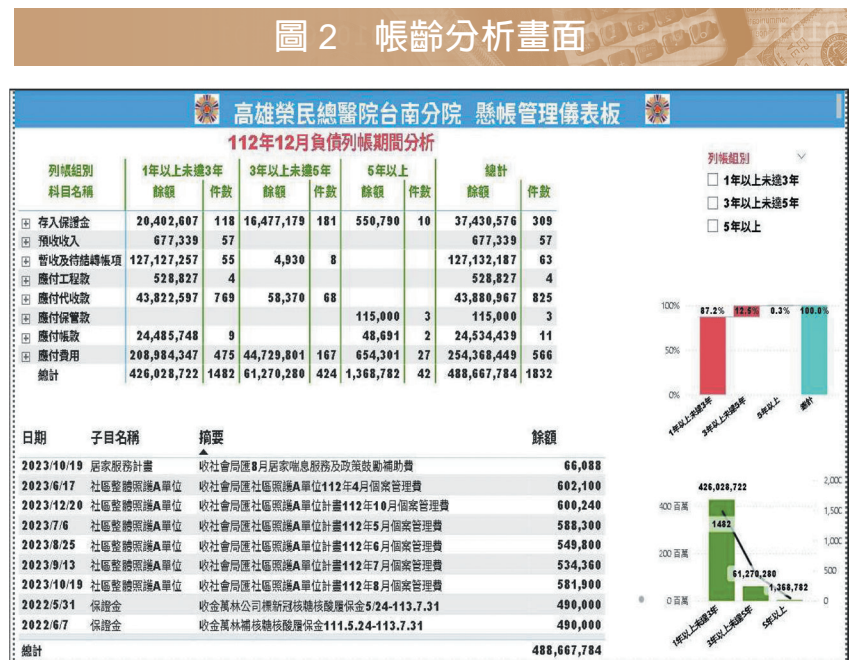 圖 2　帳齡分析畫面
高雄榮民總醫院台南分院 懸帳管理儀表板
112年12月負債列帳期間分析
列帳組別 1年以上未達3年 3年以上未達5年 5年以上 總計
科目名稱 餘額 件數 餘額 件數 餘額 件數 餘額 件數
存入保證金 20,402,607 118 16,477,179 181 550,790 10 37,430,576 309
預收收入 677,339 57 677,339 57
暫收及待結轉帳項 127,127,257 55 4,930 8 127,132,187 63
應付工程款 528,827 4 528,827 4
應付代收款 43,822,597 769 58,370 68 43,880,967 825
應付保管款 115,000 3 115,000 3
應付帳款 24,485,748 9 48,691 2 24,534,439 11
應付費用 208,984,347 475 44,729,801 167 654,301 27 254,368,449 566
總計 426,028,722 1482 61,270,280 424 1,368,782 42 488,667,784 1832
列帳組別
1年以上未達3年
3年以上未達5年
5年以上
100% 87.2% 12.5% 0.3% 100.0%
50%
0%
1年以上未達3年 3年以上未達5年 5年以上 總計
日期 子目名稱 摘要 餘額
2023/10/19 居家服務計畫 收社會局匯8月居家喘息服務及政策鼓勵補助費 66,088
2023/6/17 社區整體照護A單位 收社會局匯社區照護A單位112年4月個案管理費 602,100
2023/12/20 社區整體照護A單位 收社會局匯社區照護A單位計畫112年10月個案管理費 600,240
2023/7/6 社區整體照護A單位 收社會局匯社區照護A單位計畫112年5月個案管理費 588,300
2023/8/25 社區整體照護A單位 收社會局匯社區照護A單位計畫112年6月個案管理費 549,800
2023/9/13 社區整體照護A單位 收社會局匯社區照護A單位計畫112年7月個案管理費 534,360
2023/10/19 社區整體照護A單位 收社會局匯社區照護A單位計畫112年8月個案管理費 581,900
2022/5/31 保證金 收金萬林公司標新冠核糖核酸履保金5/24-113.7.31 490,000
2022/6/7 保證金 收金萬林補核糖核酸履保金111.5.24-113.7.31 490,000
總計 488,667,784
426,028,722 2,000
400 百萬 1482 1,500
1,000
200 百萬 61,270,280 500
1,368,782
0 百萬 0
1年以上未達3年 3年以上未達5年 5年以上